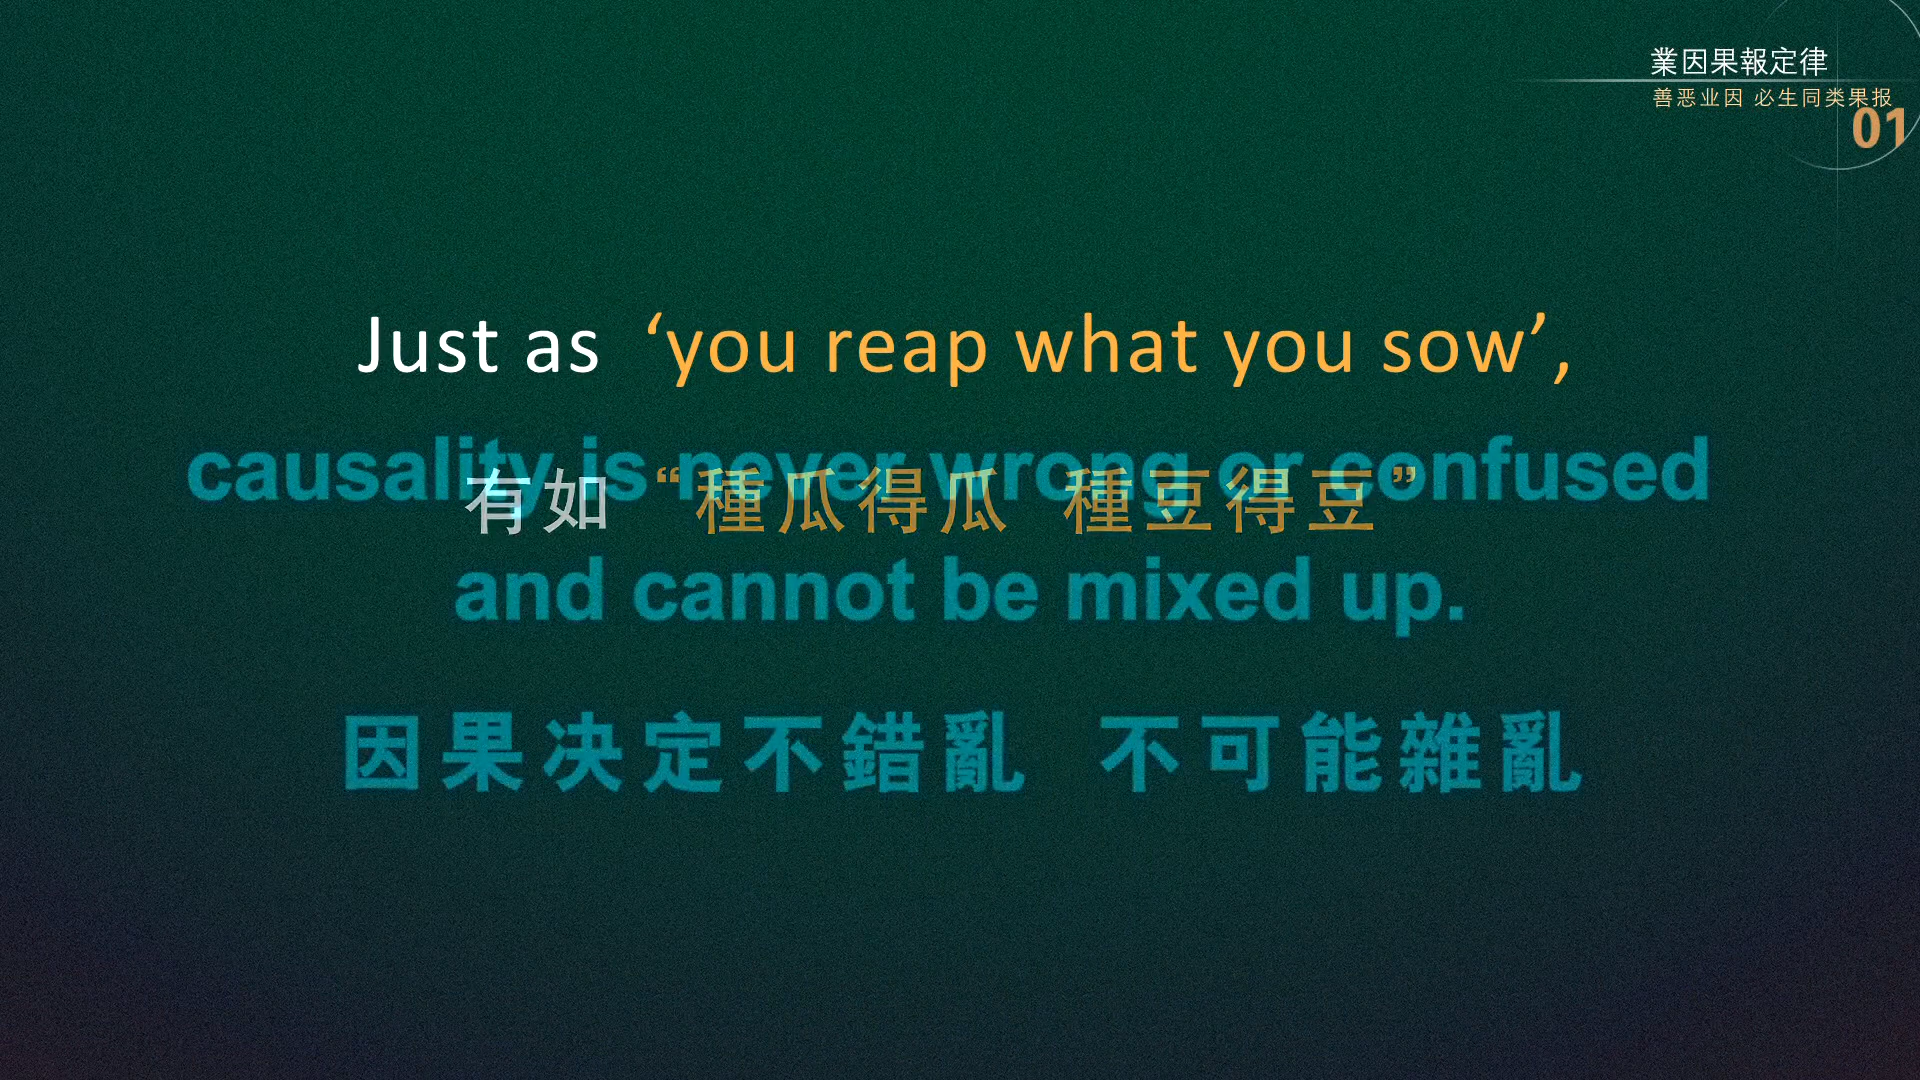 業因果報定律
善恶业因 必生同类果报
01
Just as ‘you reap what you sow’,
causality is never wrong or confused
有如 “種瓜得瓜 種豆得豆”
and cannot be mixed up.
因果决定不錯亂 不可能雜亂